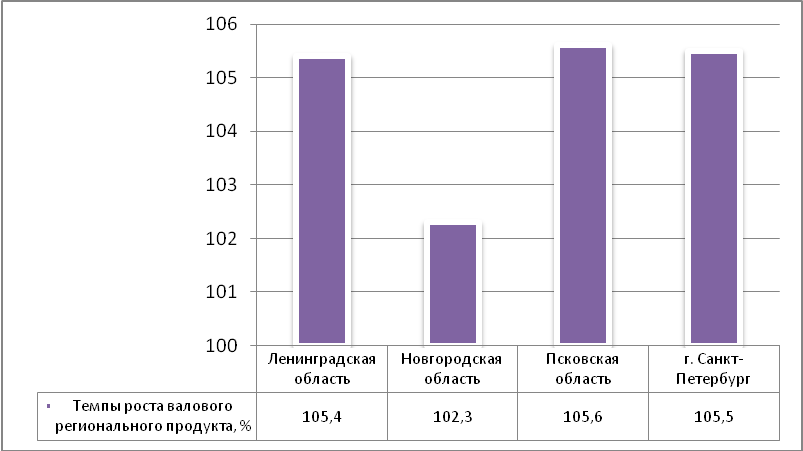 106
105
104
103
102
101
100
Ленинградская
область
Новгородская
область
Псковская
область
г. Санкт-
Петербург
Темпы роста валового
регионального продукта, %
105,4
102,3
105,6
105,5